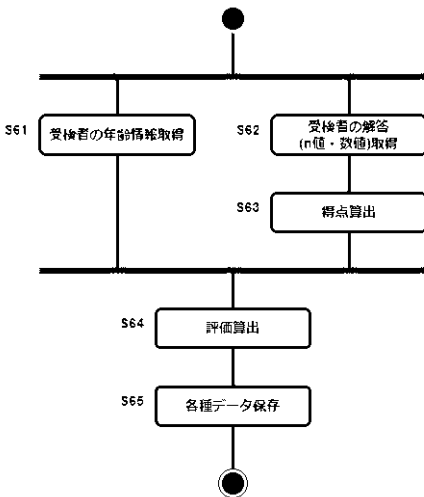 S61
受検者の年齢情報取得
S62
受検者の解答
(n値・数値)取得
S63
得点算出
S64
評価算出
S65
各種データ保存